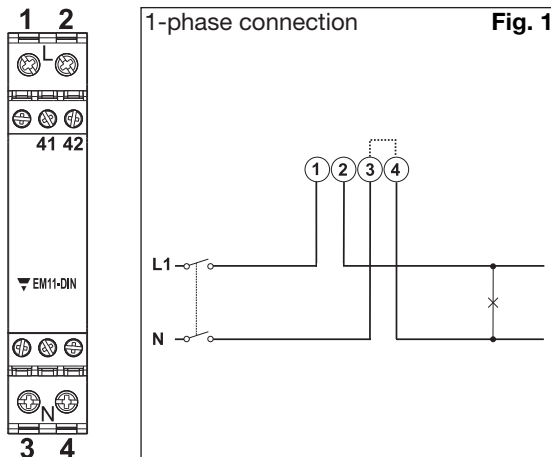 1 2
L
41 42
EM11-DIN
N
3 4
1-phase connection Fig. 1
1 2 3 4
L1
N